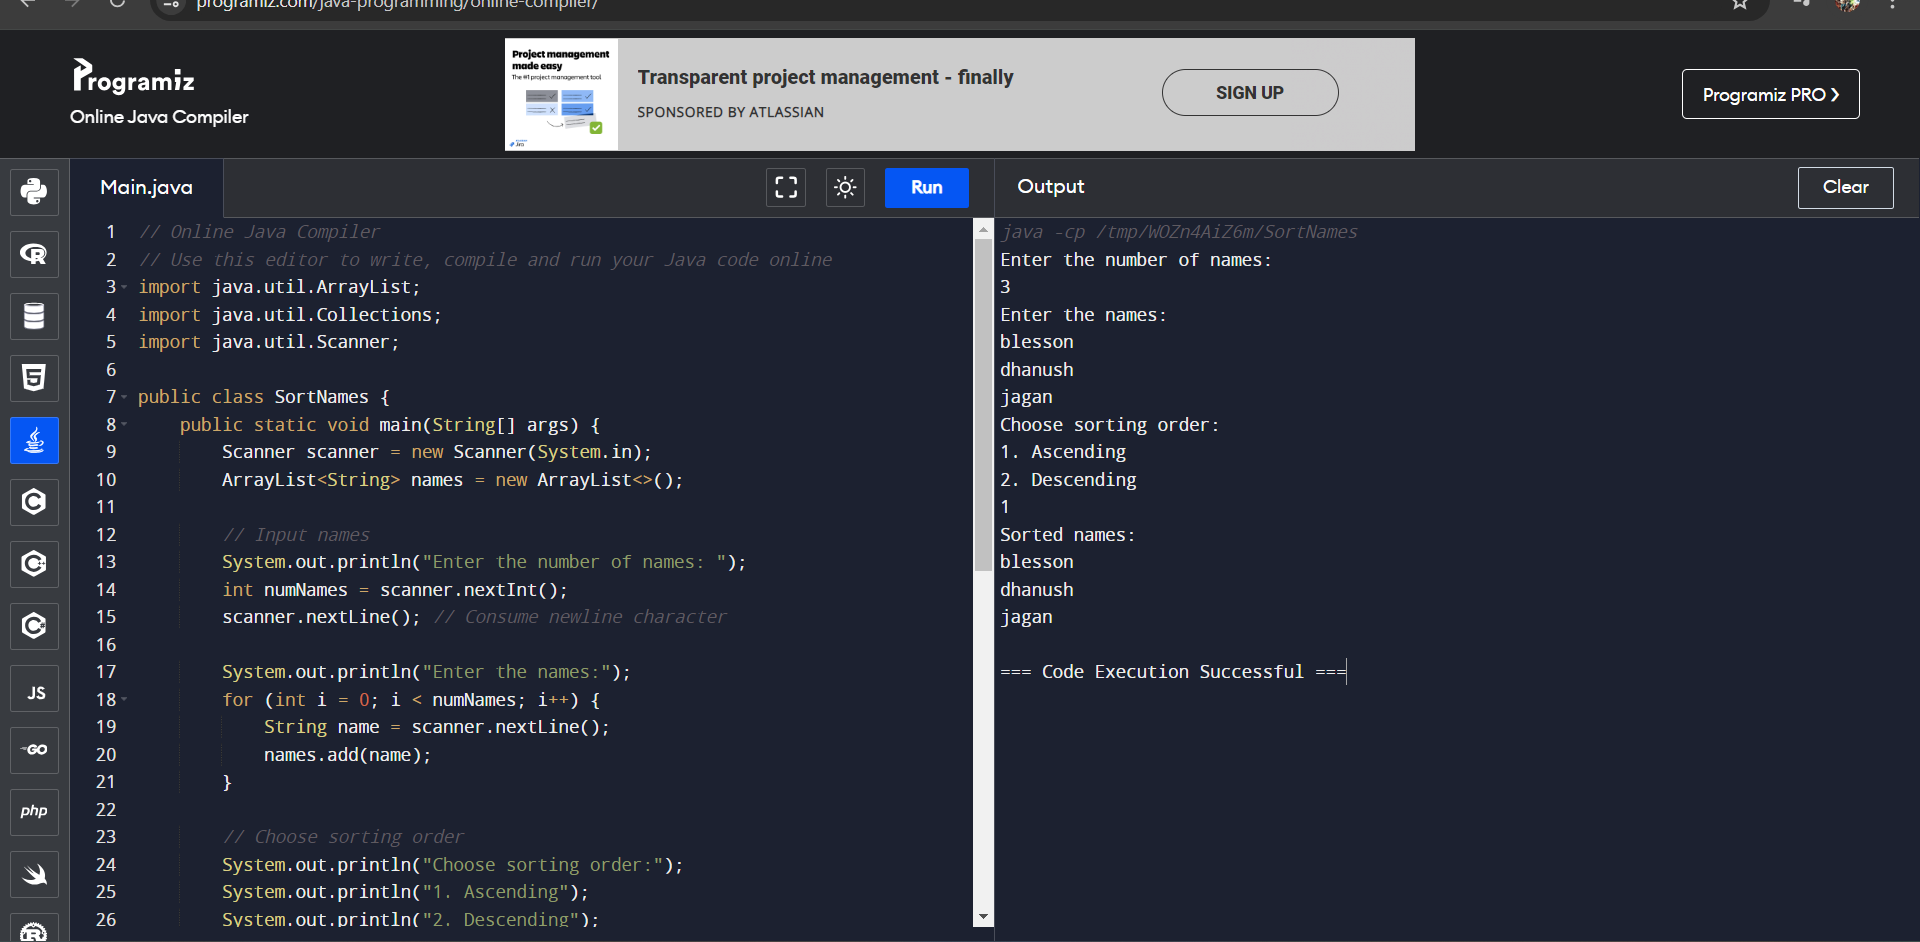 programiz.com/java-programming/online-compiler/
Programiz
Online Java Compiler
Project management
made easy
The #1 project management tool
Transparent project management - finally
SPONSORED BY ATLASSIAN
SIGN UP
Programiz PRO ❯
Main.java
Run
Output
Clear
1 // Online Java Compiler
2 // Use this editor to write, compile and run your Java code online
3 import java.util.ArrayList;
4 import java.util.Collections;
5 import java.util.Scanner;
6
7 public class SortNames {
8 public static void main(String[] args) {
9 Scanner scanner = new Scanner(System.in);
10 ArrayList<String> names = new ArrayList<>();
11
12 // Input names
13 System.out.println("Enter the number of names: ");
14 int numNames = scanner.nextInt();
15 scanner.nextLine(); // Consume newline character
16
17 System.out.println("Enter the names:");
18 for (int i = 0; i < numNames; i++) {
19 String name = scanner.nextLine();
20 names.add(name);
21 }
22
23 // Choose sorting order
24 System.out.println("Choose sorting order:");
25 System.out.println("1. Ascending");
26 System.out.println("2. Descending");
java -cp /tmp/WOZn4AiZ6m/SortNames
Enter the number of names:
3
Enter the names:
blesson
dhanush
jagan
Choose sorting order:
1. Ascending
2. Descending
1
Sorted names:
blesson
dhanush
jagan
=== Code Execution Successful ===
R
5
C
C
C
JS
GO
php
R